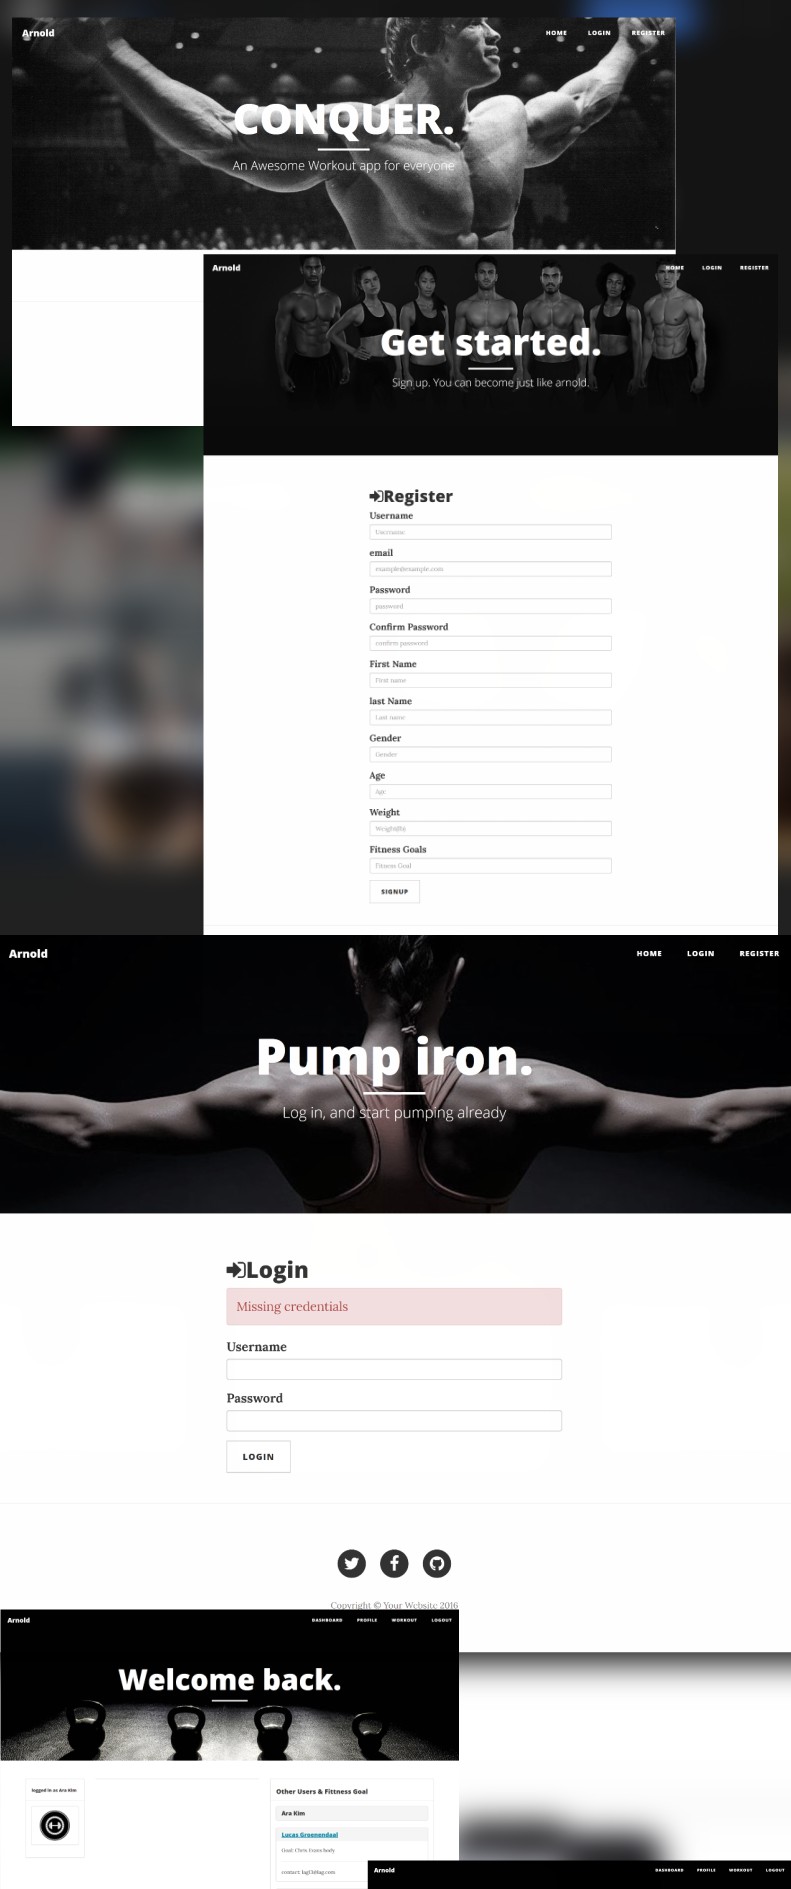 Arnold
HOME LOGIN REGISTER
CONQUER.
An Awesome Workout app for everyone
Arnold
HOME LOGIN REGISTER
Get started.
Sign up. You can become just like arnold.
Register
Username
Username
email
example@example.com
Password
password
Confirm Password
confirm password
First Name
First name
last Name
Last name
Gender
Gender
Age
Age
Weight
Weight(lb)
Fitness Goals
Fitness Goal
SIGNUP
Arnold
HOME LOGIN REGISTER
Pump iron.
Log in, and start pumping already
Login
Missing credentials
Username
Password
LOGIN
Copyright © Your Website 2016
Arnold
DASHBOARD PROFILE WORKOUT LOGOUT
Welcome back.
logged in as Ara Kim
Other Users & Fittness Goal
Ara Kim
Lucas Groenendaal
Goal: Chris Evans body
Arnold
DASHBOARD PROFILE WORKOUT LOGOUT